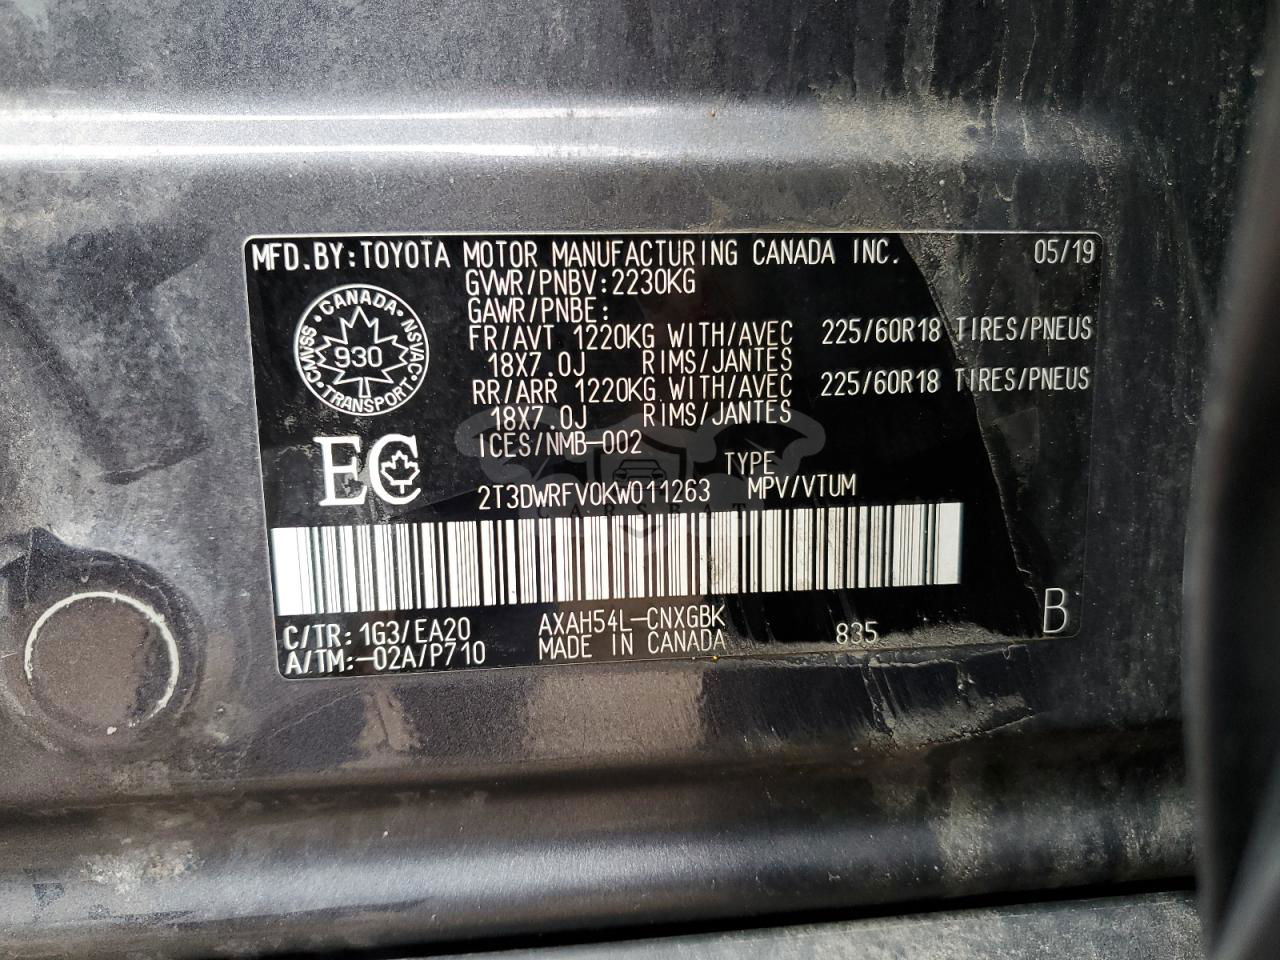 MFD.BY:TOYOTA MOTOR MANUFACTURING CANADA INC. 05/19
GVWR/PNBV:2230KG
GAWR/PNBE:
FR/AVT 1220KG WITH/AVEC 225/60R18 TIRES/PNEUS
18X7.0J RIMS/JANTES
RR/ARR 1220KG WITH/AVEC 225/60R18 TIRES/PNEUS
18X7.0J RIMS/JANTES
ICES/NMB-002
CANADA
930
TRANSPORT
CMVSS
NSVAC
EC
TYPE
2T3DWRFV0KW011263 MPV/VTUM
CARSBAT
C/TR: 1G3/EA20 AXAH54L-CNXGBK
A/TM:-02A/P710 MADE IN CANADA 835 B